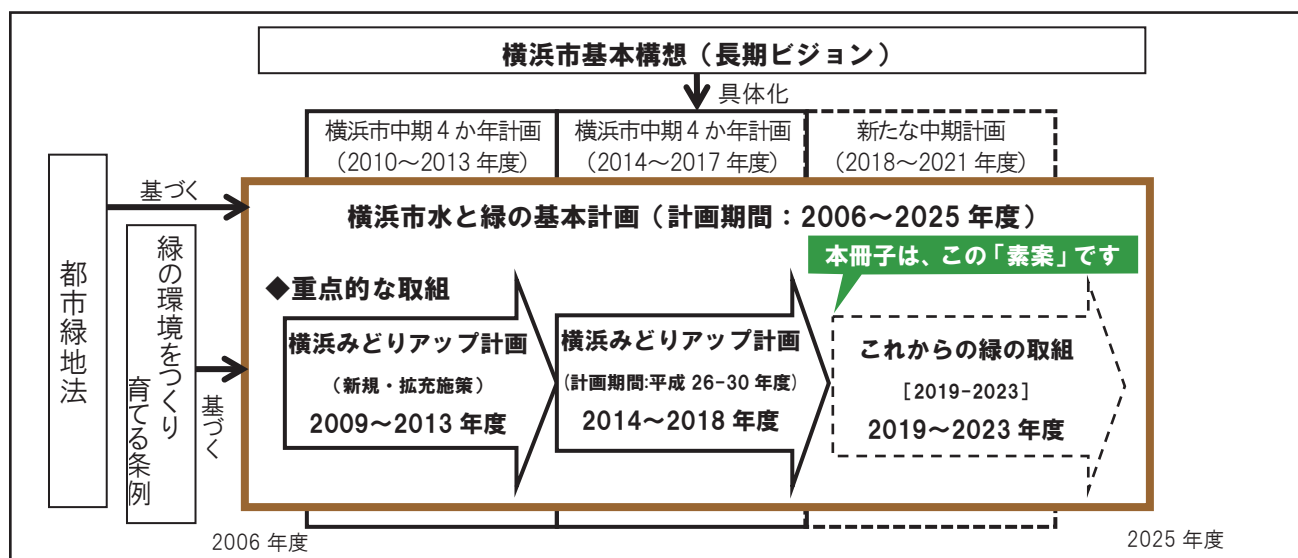 横浜市基本構想（長期ビジョン）
具体化
横浜市中期４か年計画
（2010～2013 年度）
横浜市中期４か年計画
（2014～2017 年度）
新たな中期計画
（2018～2021 年度）
都市緑地法
基づく
緑の環境をつくり
育てる条例
基づく
横浜市水と緑の基本計画（計画期間：2006～2025 年度）
本冊子は、この「素案」です
◆重点的な取組
横浜みどりアップ計画
（新規・拡充施策）
2009～2013 年度
横浜みどりアップ計画
(計画期間:平成 26-30 年度)
2014～2018 年度
これからの緑の取組
[2019-2023]
2019～2023 年度
2006 年度
2025 年度